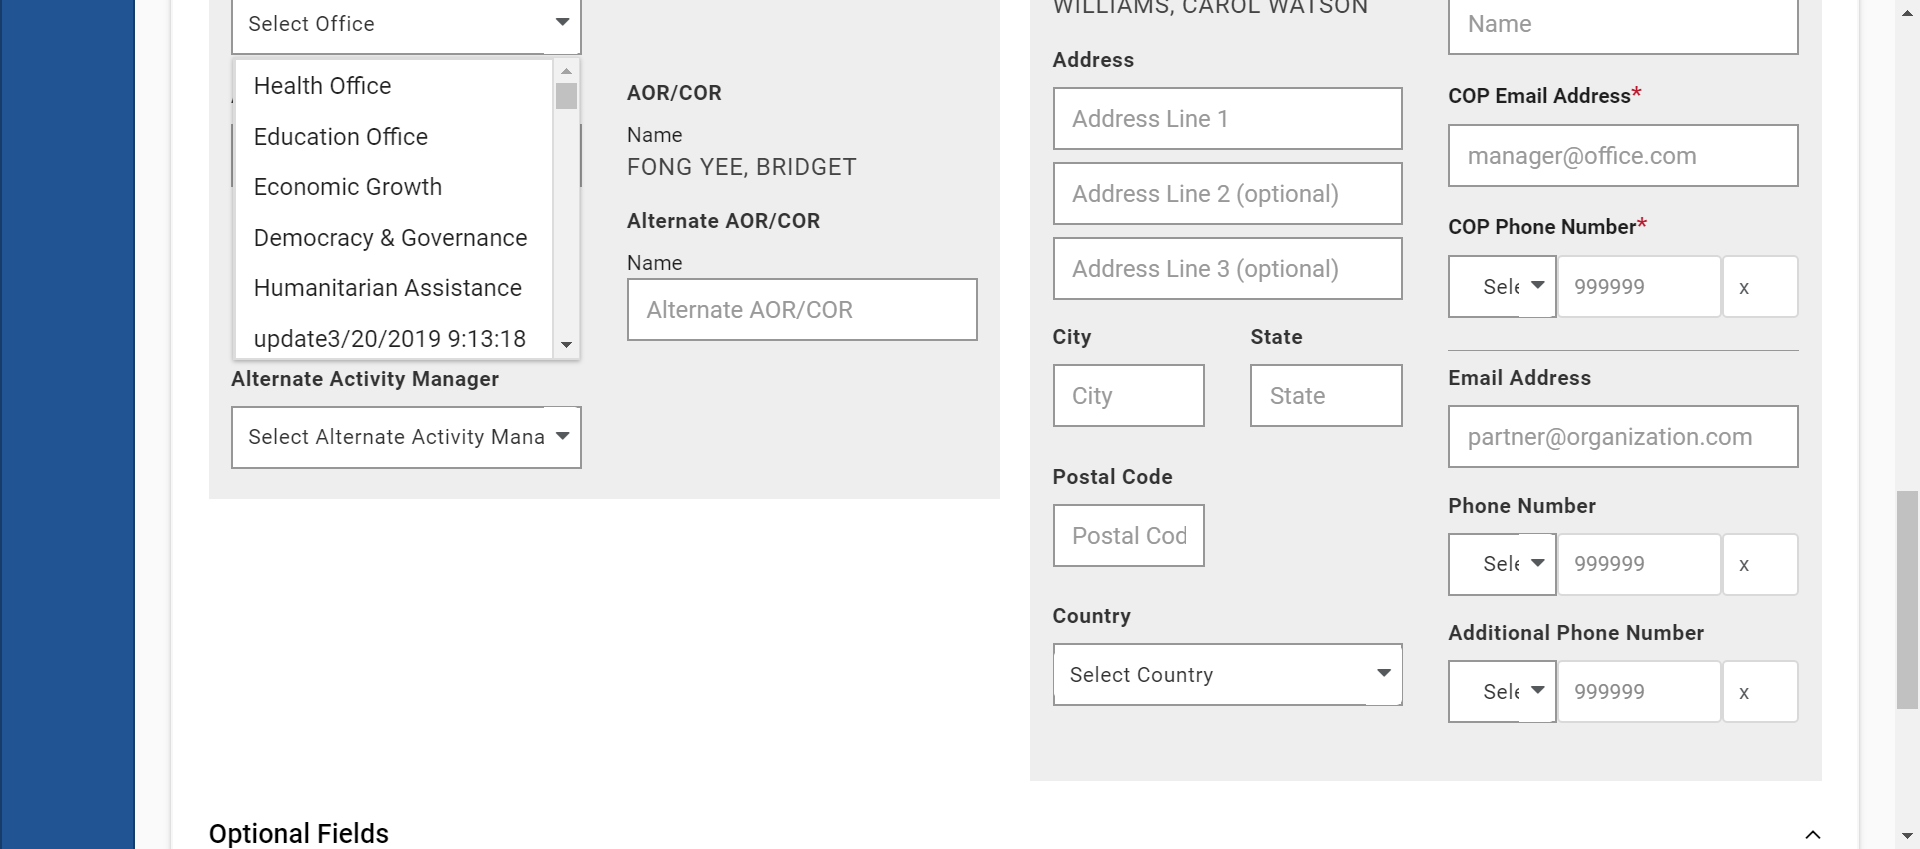 Select Office
Health Office
Education Office
Economic Growth
Democracy & Governance
Humanitarian Assistance
update3/20/2019 9:13:18
Alternate Activity Manager
Select Alternate Activity Mana
AOR/COR
Name
FONG YEE, BRIDGET
Alternate AOR/COR
Name
Alternate AOR/COR
WILLIAMS, CAROL WATSON
Address
Address Line 1
Address Line 2 (optional)
Address Line 3 (optional)
City
State
City
State
Postal Code
Postal Cod
Country
Select Country
Name
COP Email Address*
manager@office.com
COP Phone Number*
Sele 999999 x
Email Address
partner@organization.com
Phone Number
Sele 999999 x
Additional Phone Number
Sele 999999 x
Optional Fields